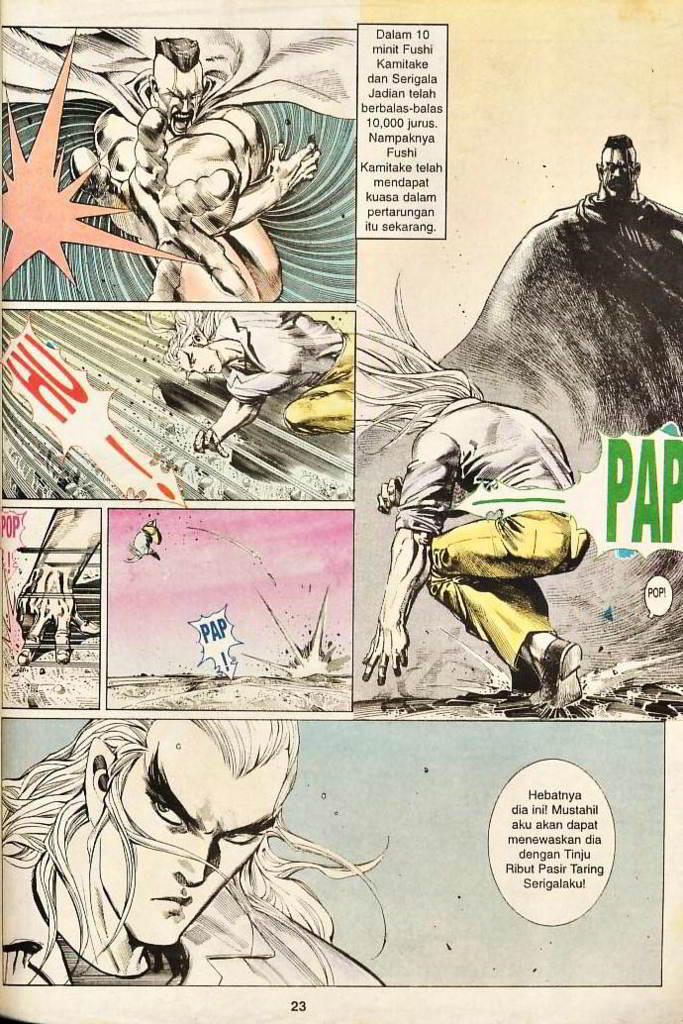 Dalam 10
minit Fushi
Kamitake
dan Serigala
Jadian telah
berbalas-balas
10,000 jurus.
Nampaknya
Fushi
Kamitake telah
mendapat
kuasa dalam
pertarungan
itu sekarang.
PAP
POP!
POP
!!
PAP
!
Hebatnya
dia ini! Mustahil
aku akan dapat
menewaskan dia
dengan Tinju
Ribut Pasir Taring
Serigalaku!
23